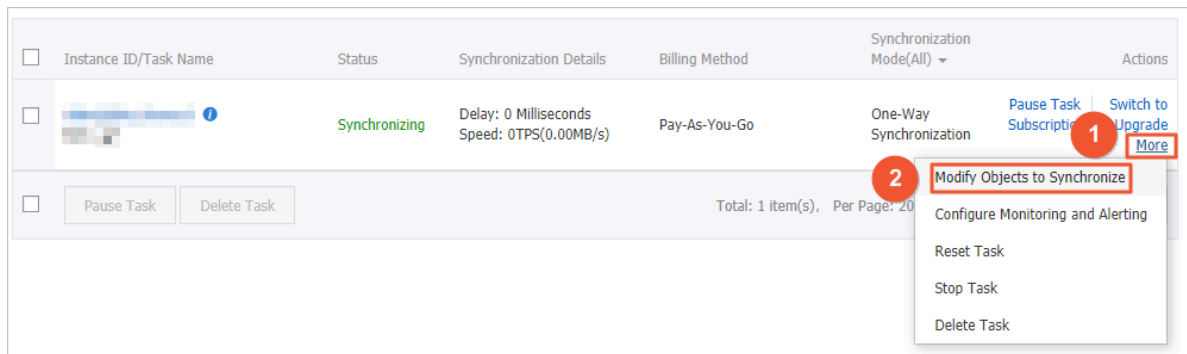 Instance ID/Task Name
Status
Synchronization Details
Billing Method
Synchronization
Mode(All)
Actions
Synchronizing
Delay: 0 Milliseconds
Speed: 0TPS(0.00MB/s)
Pay-As-You-Go
One-Way
Synchronization
Pause Task
Switch to
Subscripti
Upgrade
1
More
2
Modify Objects to Synchronize
Configure Monitoring and Alerting
Reset Task
Stop Task
Delete Task
Pause Task
Delete Task
Total: 1 item(s), Per Page: 20